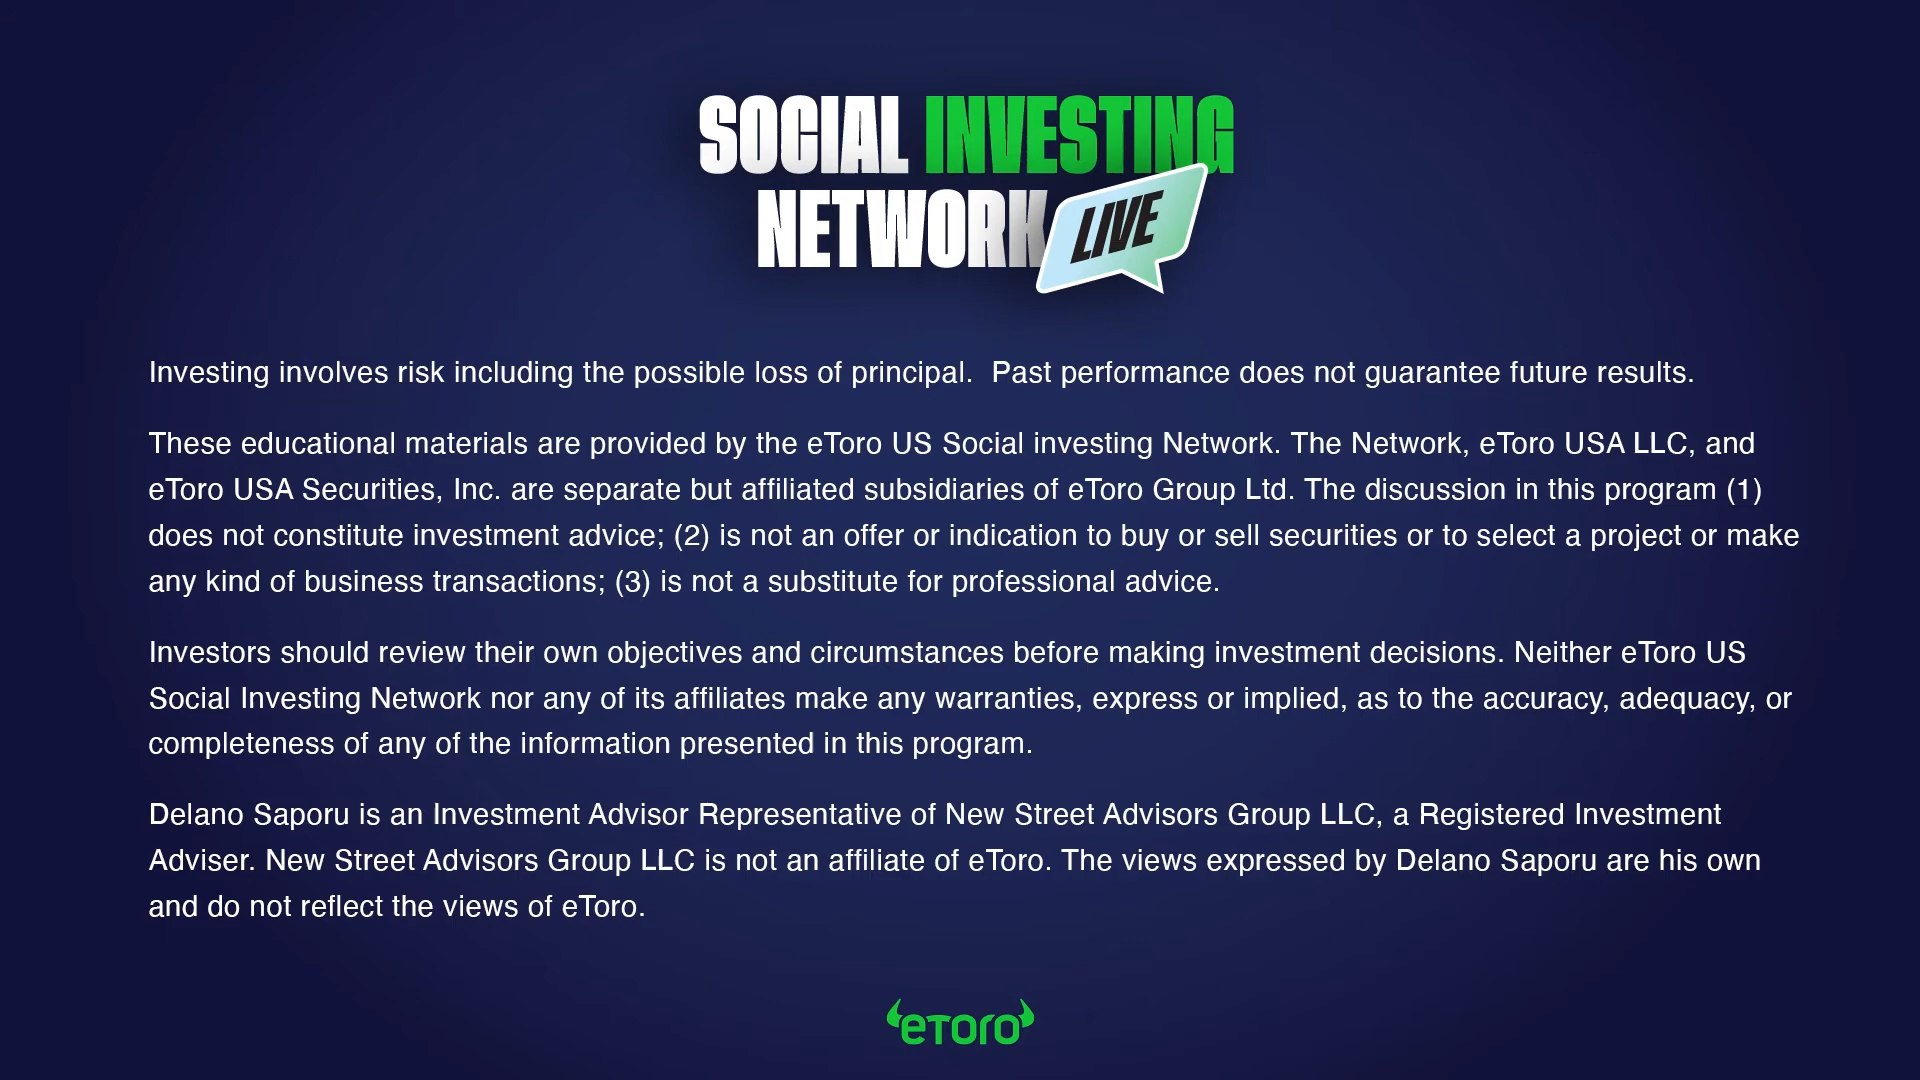 SOCIAL INVESTING
NETWORK LIVE
Investing involves risk including the possible loss of principal.  Past performance does not guarantee future results.
These educational materials are provided by the eToro US Social investing Network. The Network, eToro USA LLC, and
eToro USA Securities, Inc. are separate but affiliated subsidiaries of eToro Group Ltd. The discussion in this program (1)
does not constitute investment advice; (2) is not an offer or indication to buy or sell securities or to select a project or make
any kind of business transactions; (3) is not a substitute for professional advice.
Investors should review their own objectives and circumstances before making investment decisions. Neither eToro US
Social Investing Network nor any of its affiliates make any warranties, express or implied, as to the accuracy, adequacy, or
completeness of any of the information presented in this program.
Delano Saporu is an Investment Advisor Representative of New Street Advisors Group LLC, a Registered Investment
Adviser. New Street Advisors Group LLC is not an affiliate of eToro. The views expressed by Delano Saporu are his own
and do not reflect the views of eToro.
eToro